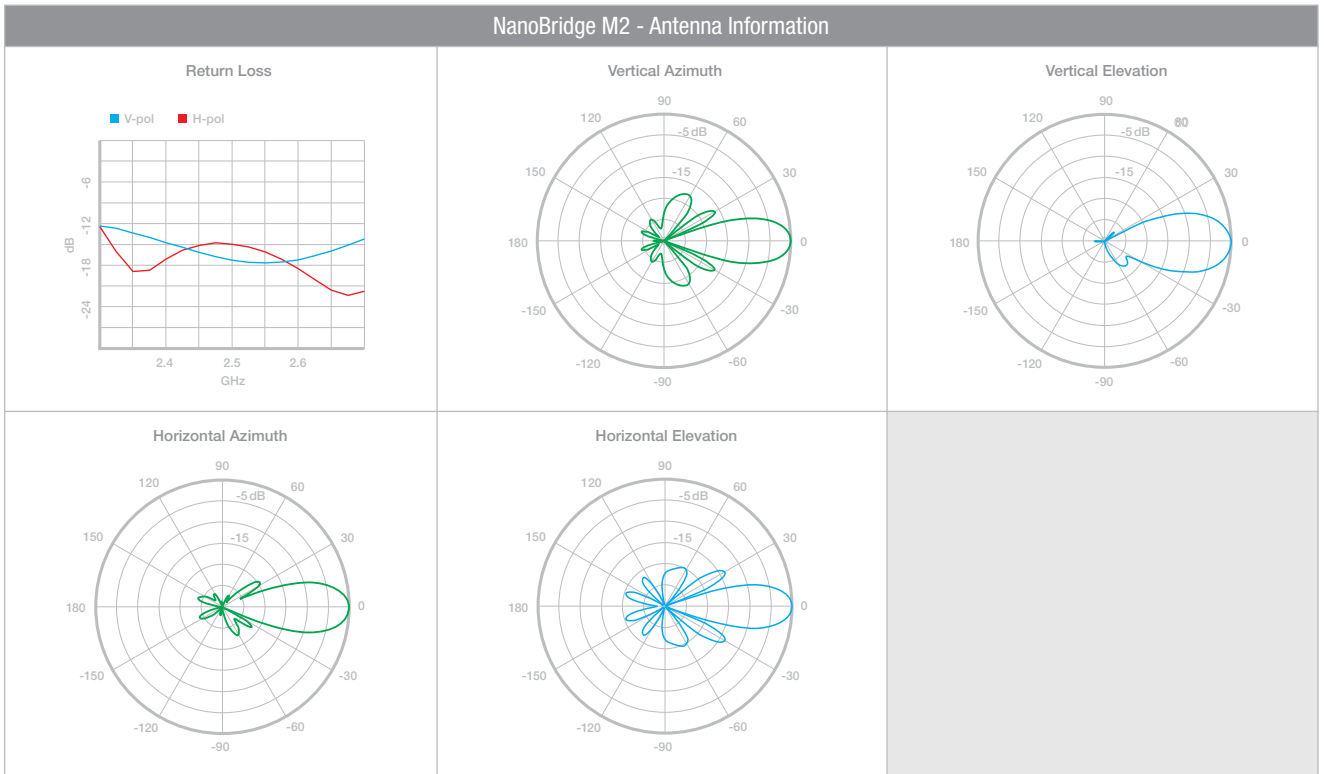 NanoBridge M2 - Antenna Information
Return Loss
V-pol H-pol
-6
-12
-18
-24
dB
2.4 2.5 2.6
GHz
Vertical Azimuth
90
120 60
-5 dB
150 -15 30
180 0
-150 -30
-120 -60
-90
Vertical Elevation
90
120
-5 dB
150 -15 30
180 0
-150 -30
-120 -60
-90
Horizontal Azimuth
90
120 60
-5 dB
150 -15 30
180 0
-150 -30
-120 -60
-90
Horizontal Elevation
90
120 60
-5 dB
150 -15 30
180 0
-150 -30
-120 -60
-90